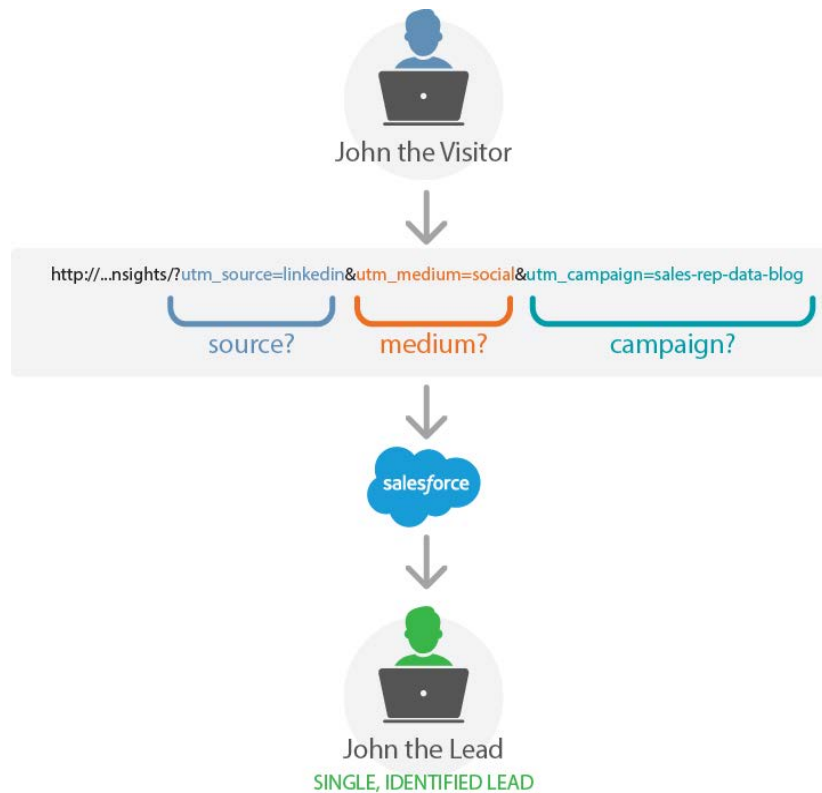 John the Visitor
http://...nsights/?utm_source=linkedin&utm_medium=social&utm_campaign=sales-rep-data-blog
source? medium? campaign?
salesforce
John the Lead
SINGLE, IDENTIFIED LEAD